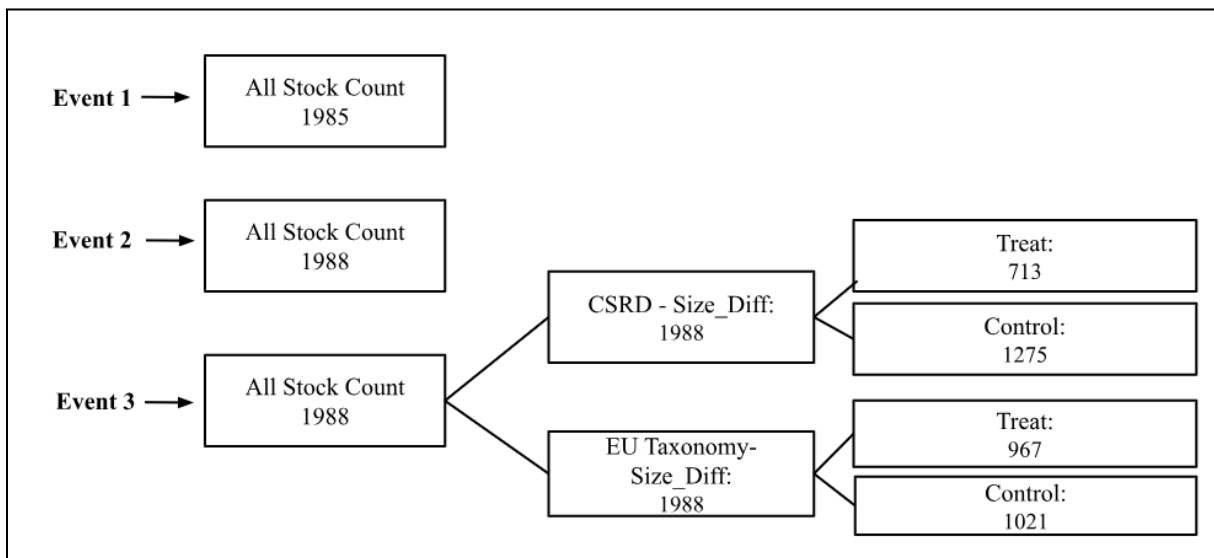 Event 1
All Stock Count
1985
Event 2
All Stock Count
1988
Event 3
All Stock Count
1988
CSRD - Size_Diff:
1988
Treat:
713
Control:
1275
EU Taxonomy-
Size_Diff:
1988
Treat:
967
Control:
1021